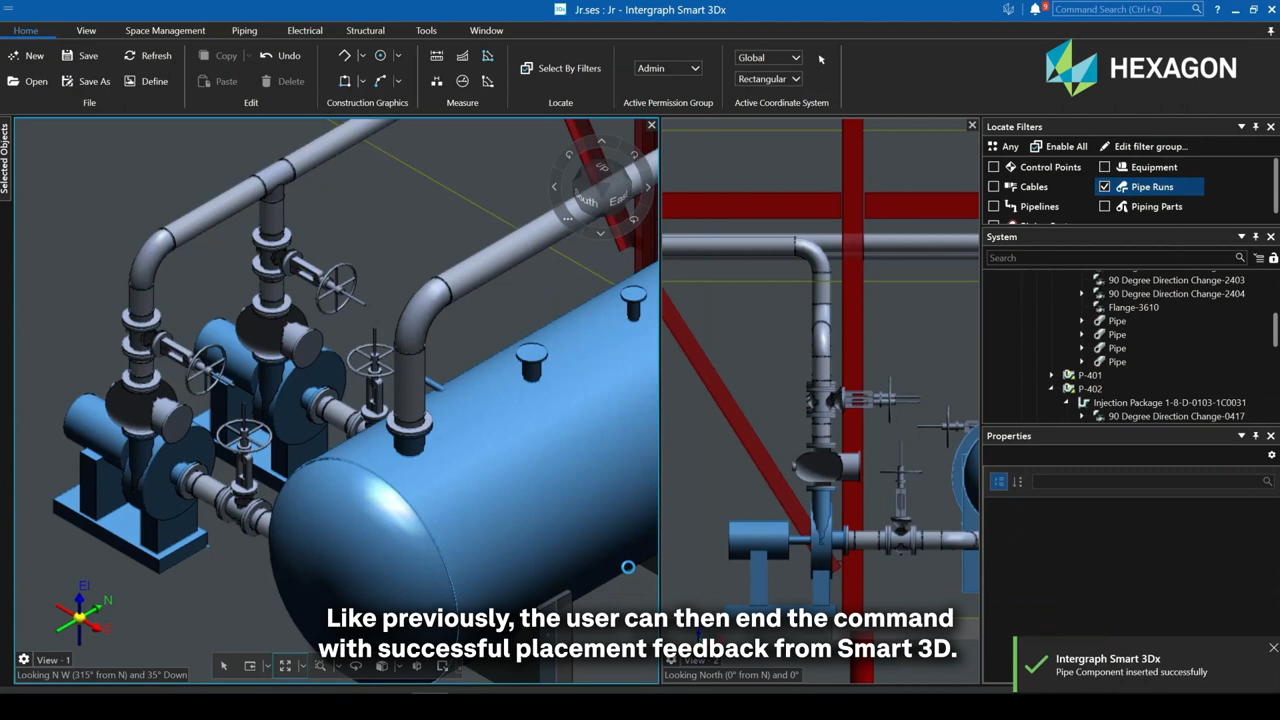 Jr.ses : Jr - Intergraph Smart 3Dx
9
Command Search (Ctrl+Q)
Home
View
Space Management
Piping
Electrical
Structural
Tools
Window
New
Save
Refresh
Copy
Undo
Open
Save As
Define
Paste
Delete
Select By Filters
Admin
Global
Rectangular
File
Edit
Construction Graphics
Measure
Locate
Active Permission Group
Active Coordinate System
HEXAGON
Selected Objects
UP
South
East
Locate Filters
Any
Enable All
Edit filter group...
Control Points
Equipment
Cables
Pipe Runs
Pipelines
Piping Parts
System
Search
90 Degree Direction Change-2403
90 Degree Direction Change-2404
Flange-3610
Pipe
Pipe
Pipe
Pipe
P-401
P-402
Injection Package 1-8-D-0103-1C0031
90 Degree Direction Change-0417
Properties
El
N
E
Like previously, the user can then end the command
with successful placement feedback from Smart 3D.
View - 1
Looking N W (315° from N) and 35° Down
View - 2
Looking North (0° from N) and 0°
Intergraph Smart 3Dx
Pipe Component inserted successfully